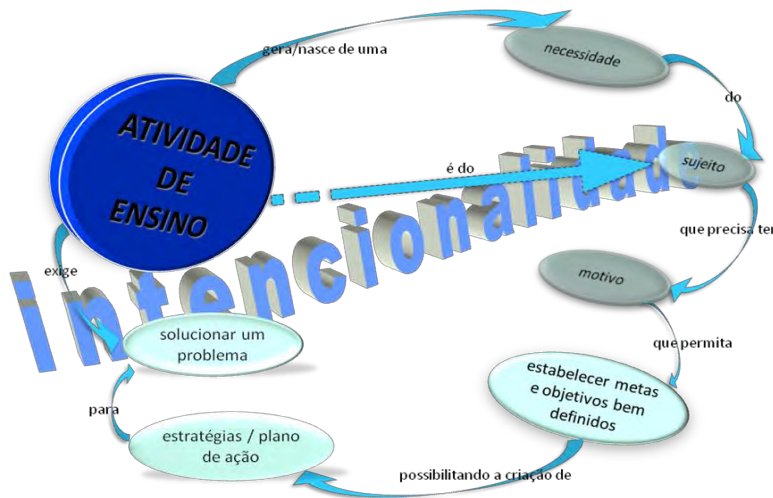 gera/nasce de uma
necessidade
do
ATIVIDADE
DE
ENSINO
é do
sujeito
Intencionalidade
que precisa ter
exige
motivo
solucionar um
problema
que permita
estabelecer metas
e objetivos bem
definidos
para
estratégias / plano
de ação
possibilitando a criação de